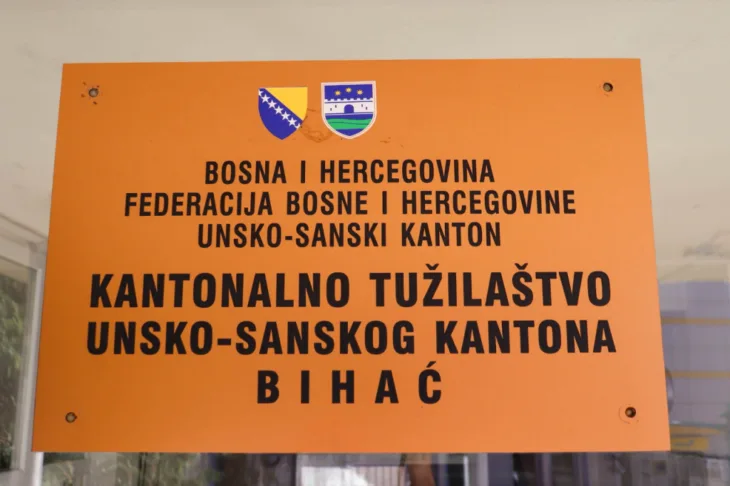 BOSNA I HERCEGOVINA
FEDERACIJA BOSNE I HERCEGOVINE
UNSKO-SANSKI KANTON
KANTONALNO TUŽILAŠTVO
UNSKO-SANSKOG KANTONA
BIHAĆ